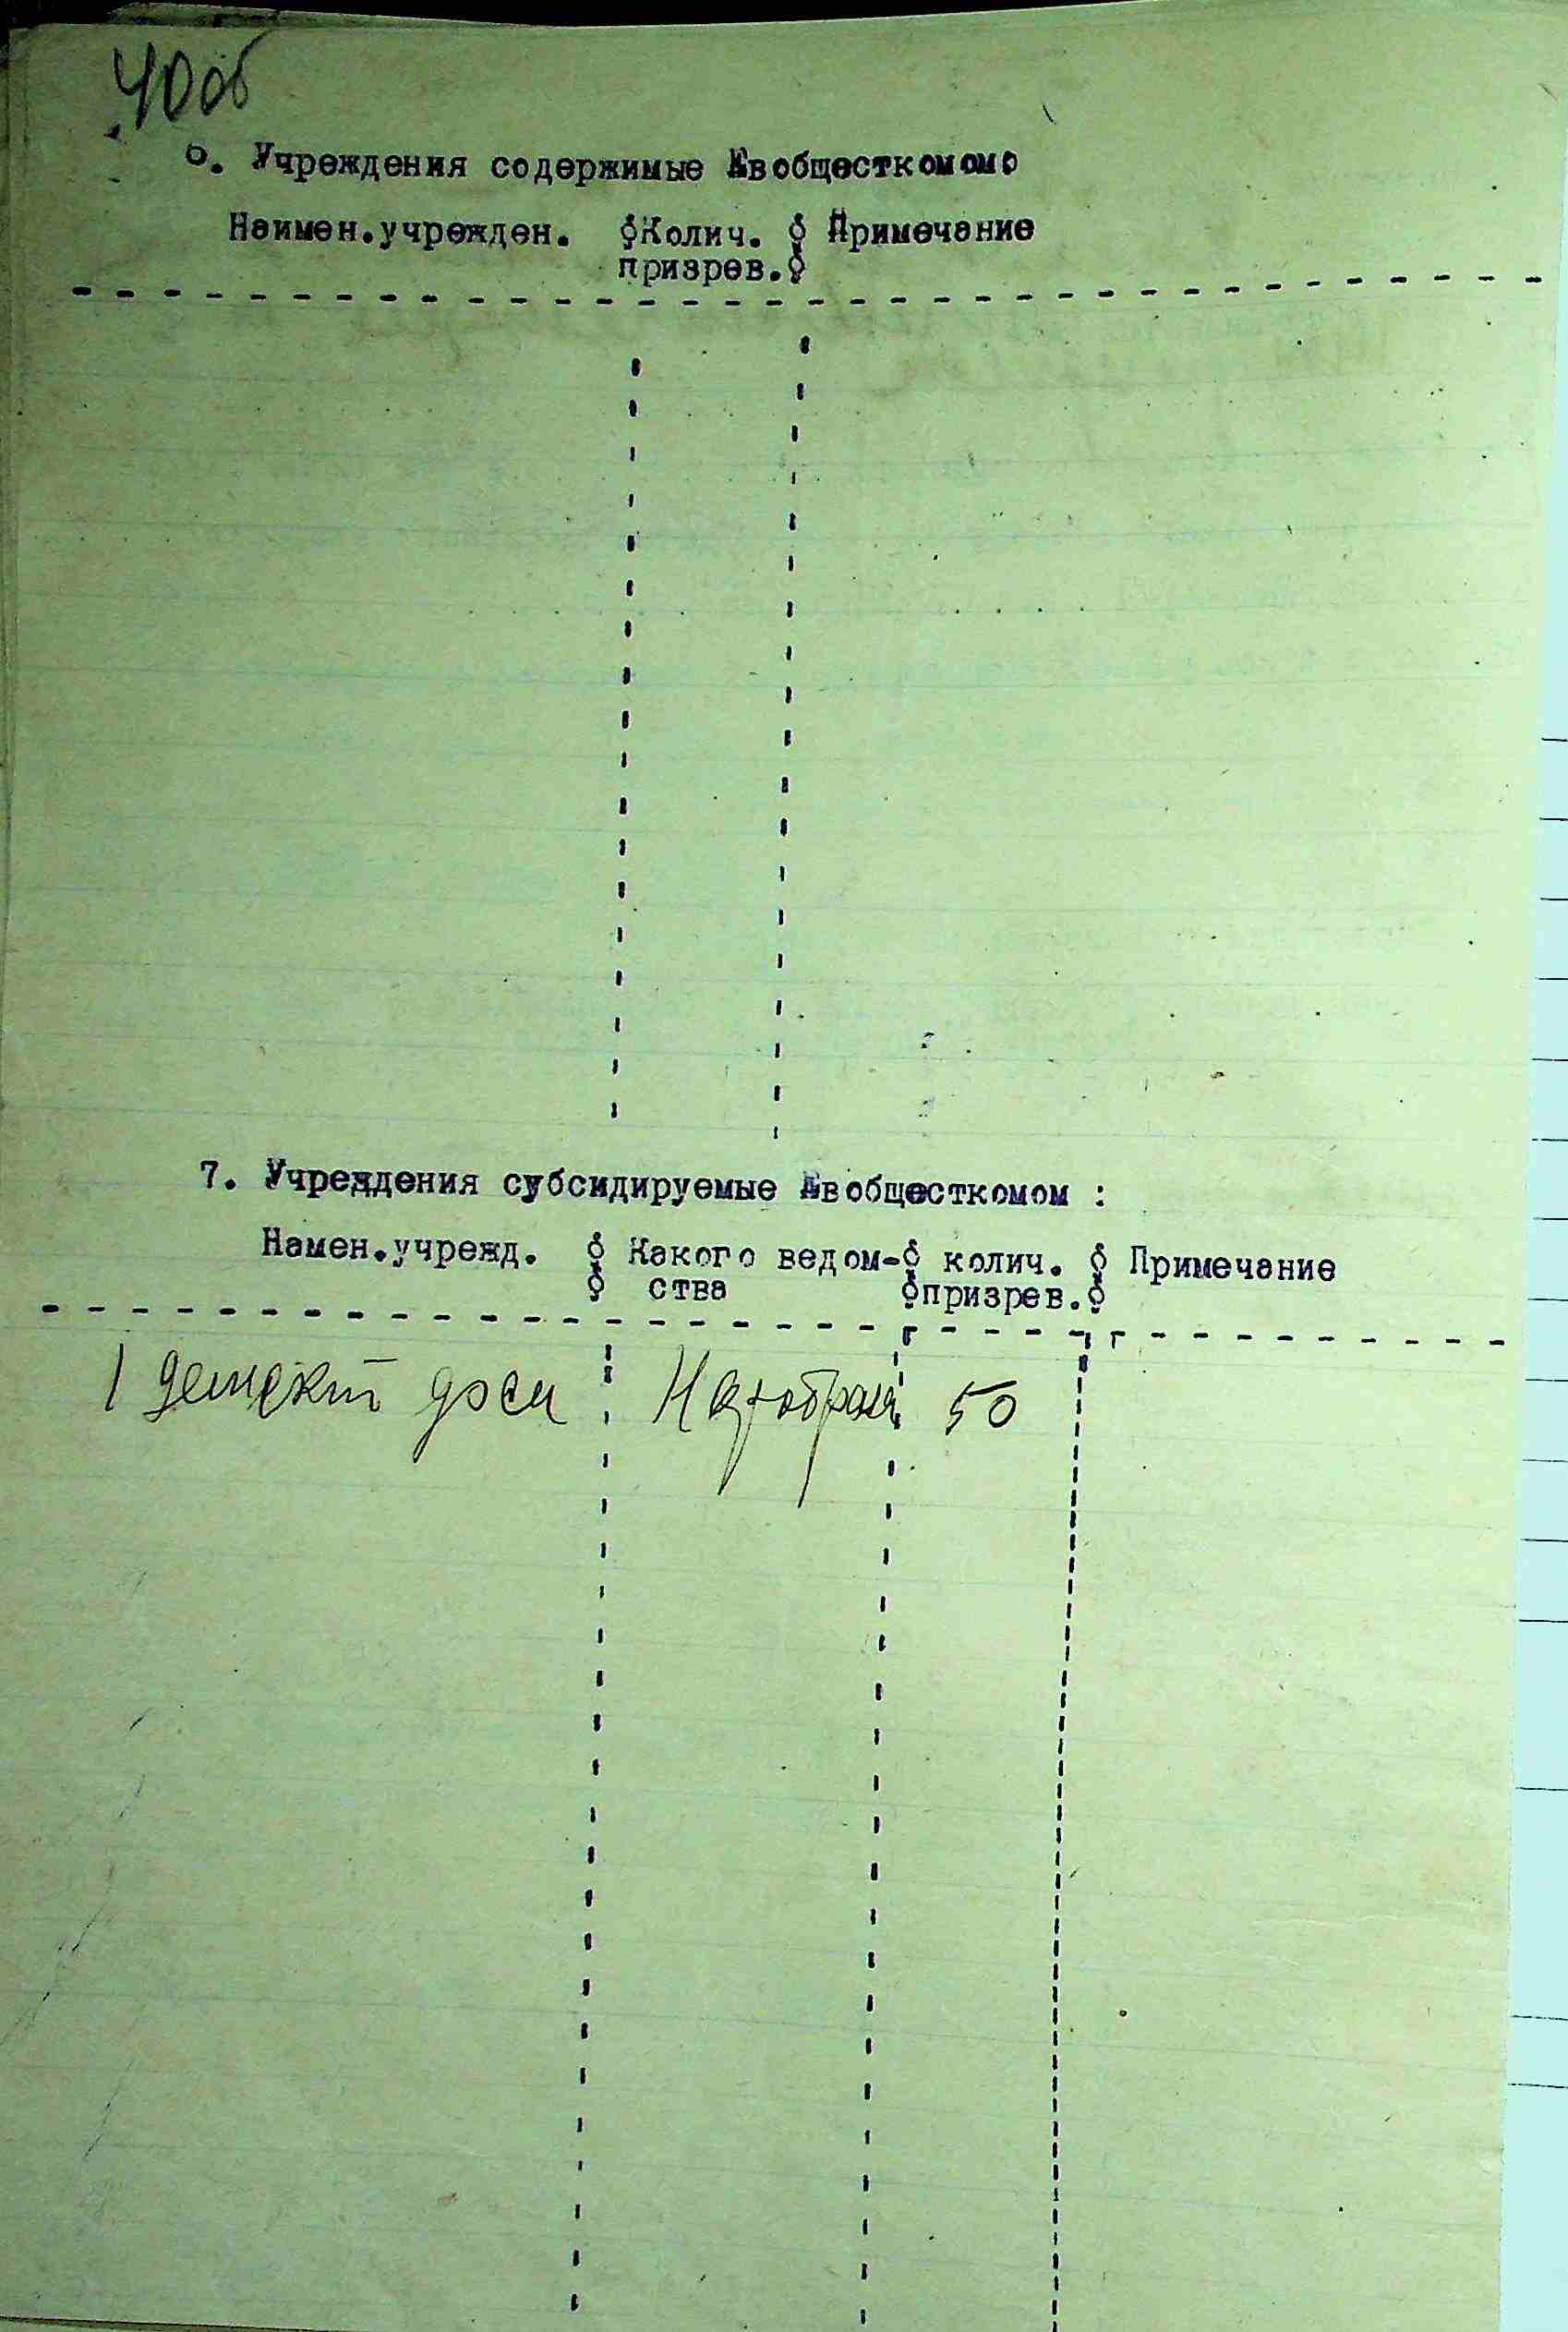 40об
6. Учреждения содержимые Евобщесткомом
Наимен.учрежден. Колич. Примечание
призрев.
7. Учреждения субсидируемые Евобщесткомом :
Намен.учрежд. Какого ведом- колич. Примечание
ства призрев.
1 детский дом Наробраз 50